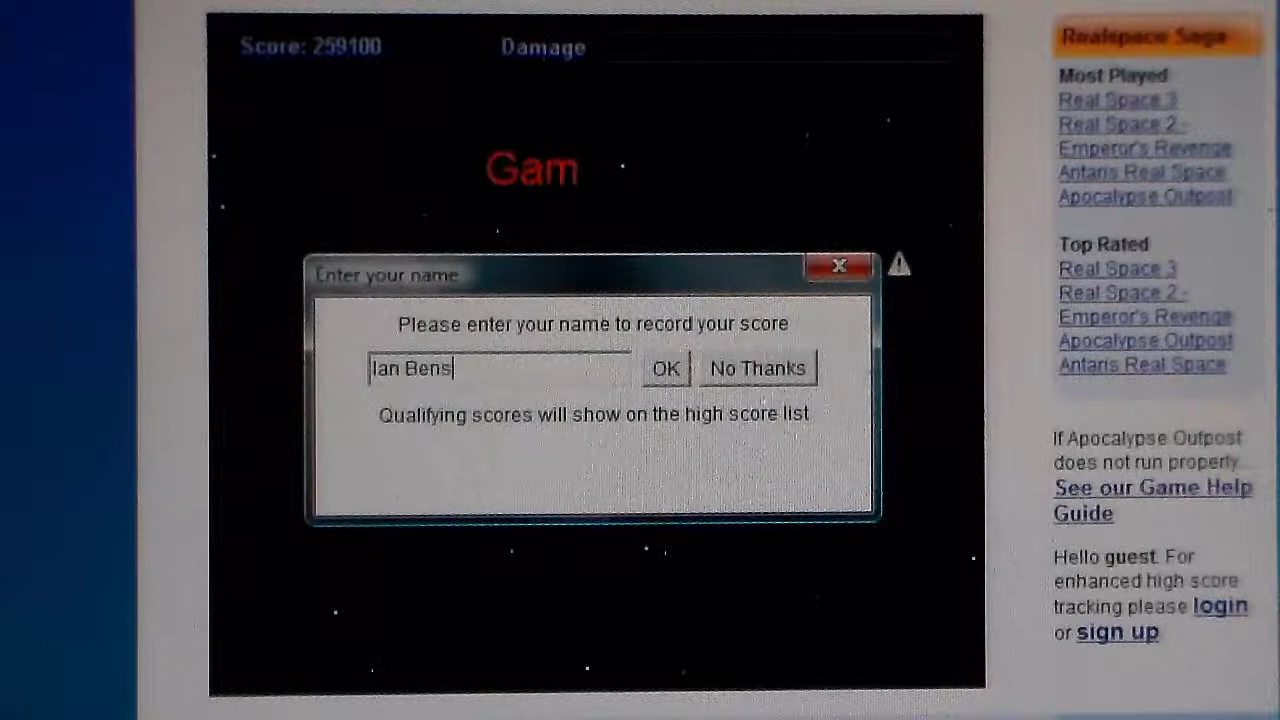 Score: 259100
Damage
Gam
Enter your name
Please enter your name to record your score
Ian Bens
OK
No Thanks
Qualifying scores will show on the high score list
Realspace Saga
Most Played
Real Space 3
Real Space 2 -
Emperor's Revenge
Antaris Real Space
Apocalypse Outpost
Top Rated
Real Space 3
Real Space 2 -
Emperor's Revenge
Apocalypse Outpost
Antaris Real Space
If Apocalypse Outpost
does not run properly
See our Game Help
Guide
Hello guest. For
enhanced high score
tracking please login
or sign up